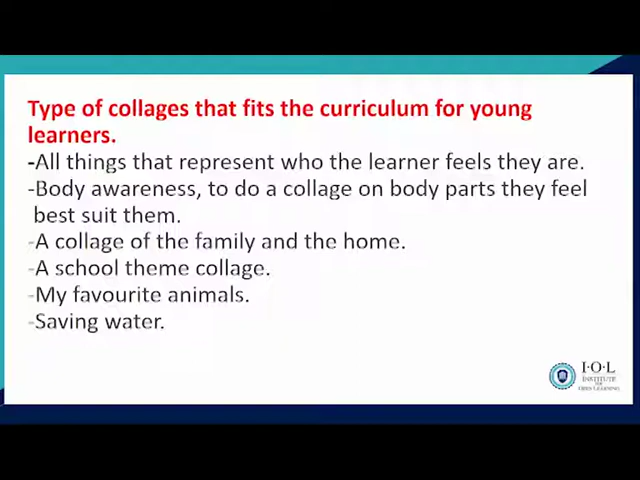 Type of collages that fits the curriculum for young
learners.
-All things that represent who the learner feels they are.
-Body awareness, to do a collage on body parts they feel
best suit them.
-A collage of the family and the home.
-A school theme collage.
-My favourite animals.
-Saving water.
I·O·L
INSTITUTE
FOR
OPEN LEARNING